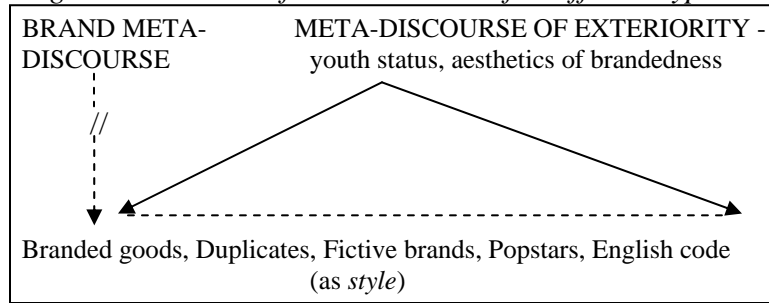 BRAND META-
DISCOURSE
META-DISCOURSE OF EXTERIORITY -
youth status, aesthetics of brandedness
//
Branded goods, Duplicates, Fictive brands, Popstars, English code
(as style)